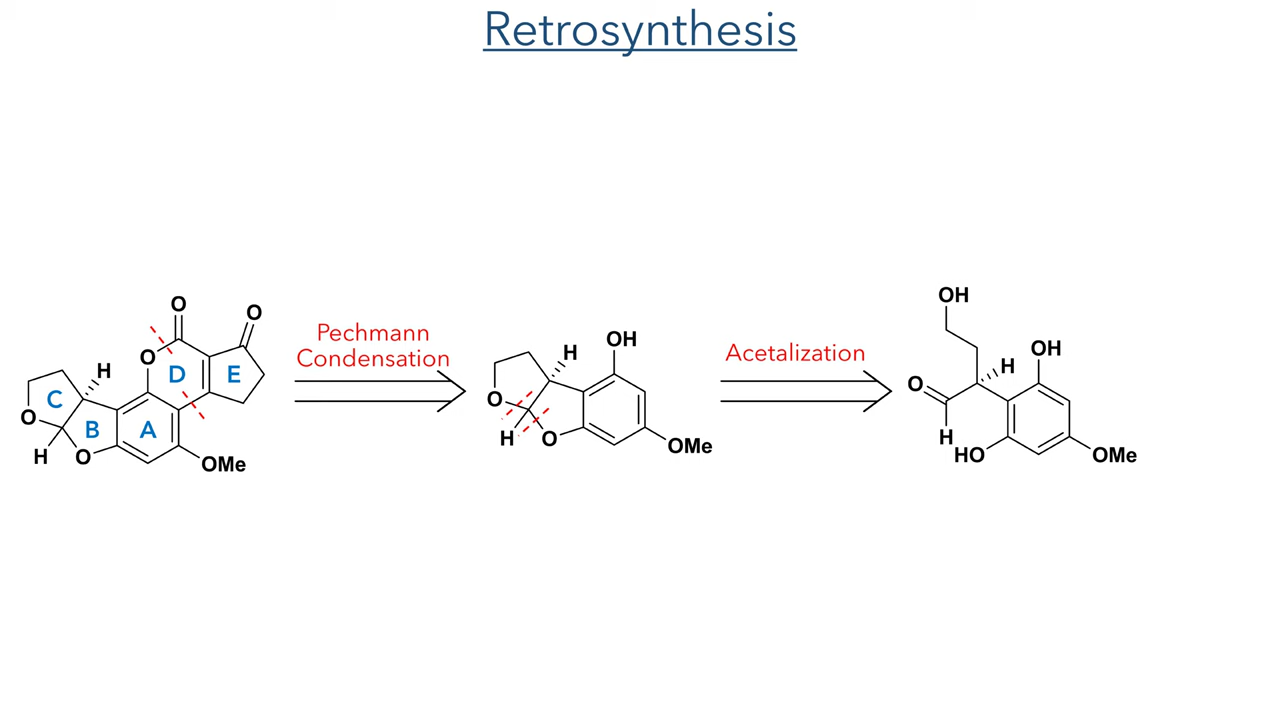 Retrosynthesis
O
O
O
H
D
E
C
B
A
O
H
O
OMe
Pechmann
Condensation
OH
H
O
H
O
OMe
Acetalization
OH
OH
H
O
H
HO
OMe